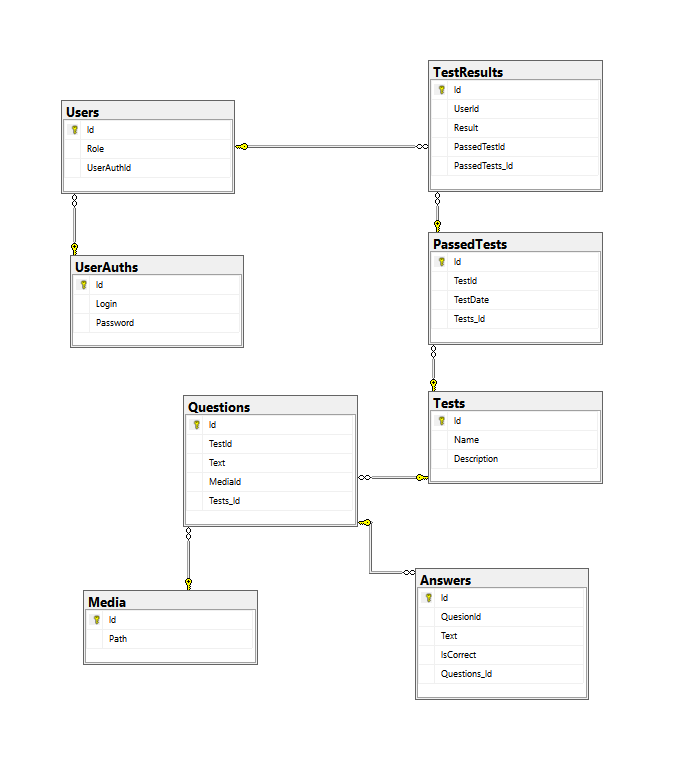 Users
Id
Role
UserAuthId
TestResults
Id
UserId
Result
PassedTestId
PassedTests_Id
UserAuths
Id
Login
Password
PassedTests
Id
TestId
TestDate
Tests_Id
Questions
Id
TestId
Text
MediaId
Tests_Id
Tests
Id
Name
Description
Media
Id
Path
Answers
Id
QuesionId
Text
IsCorrect
Questions_Id